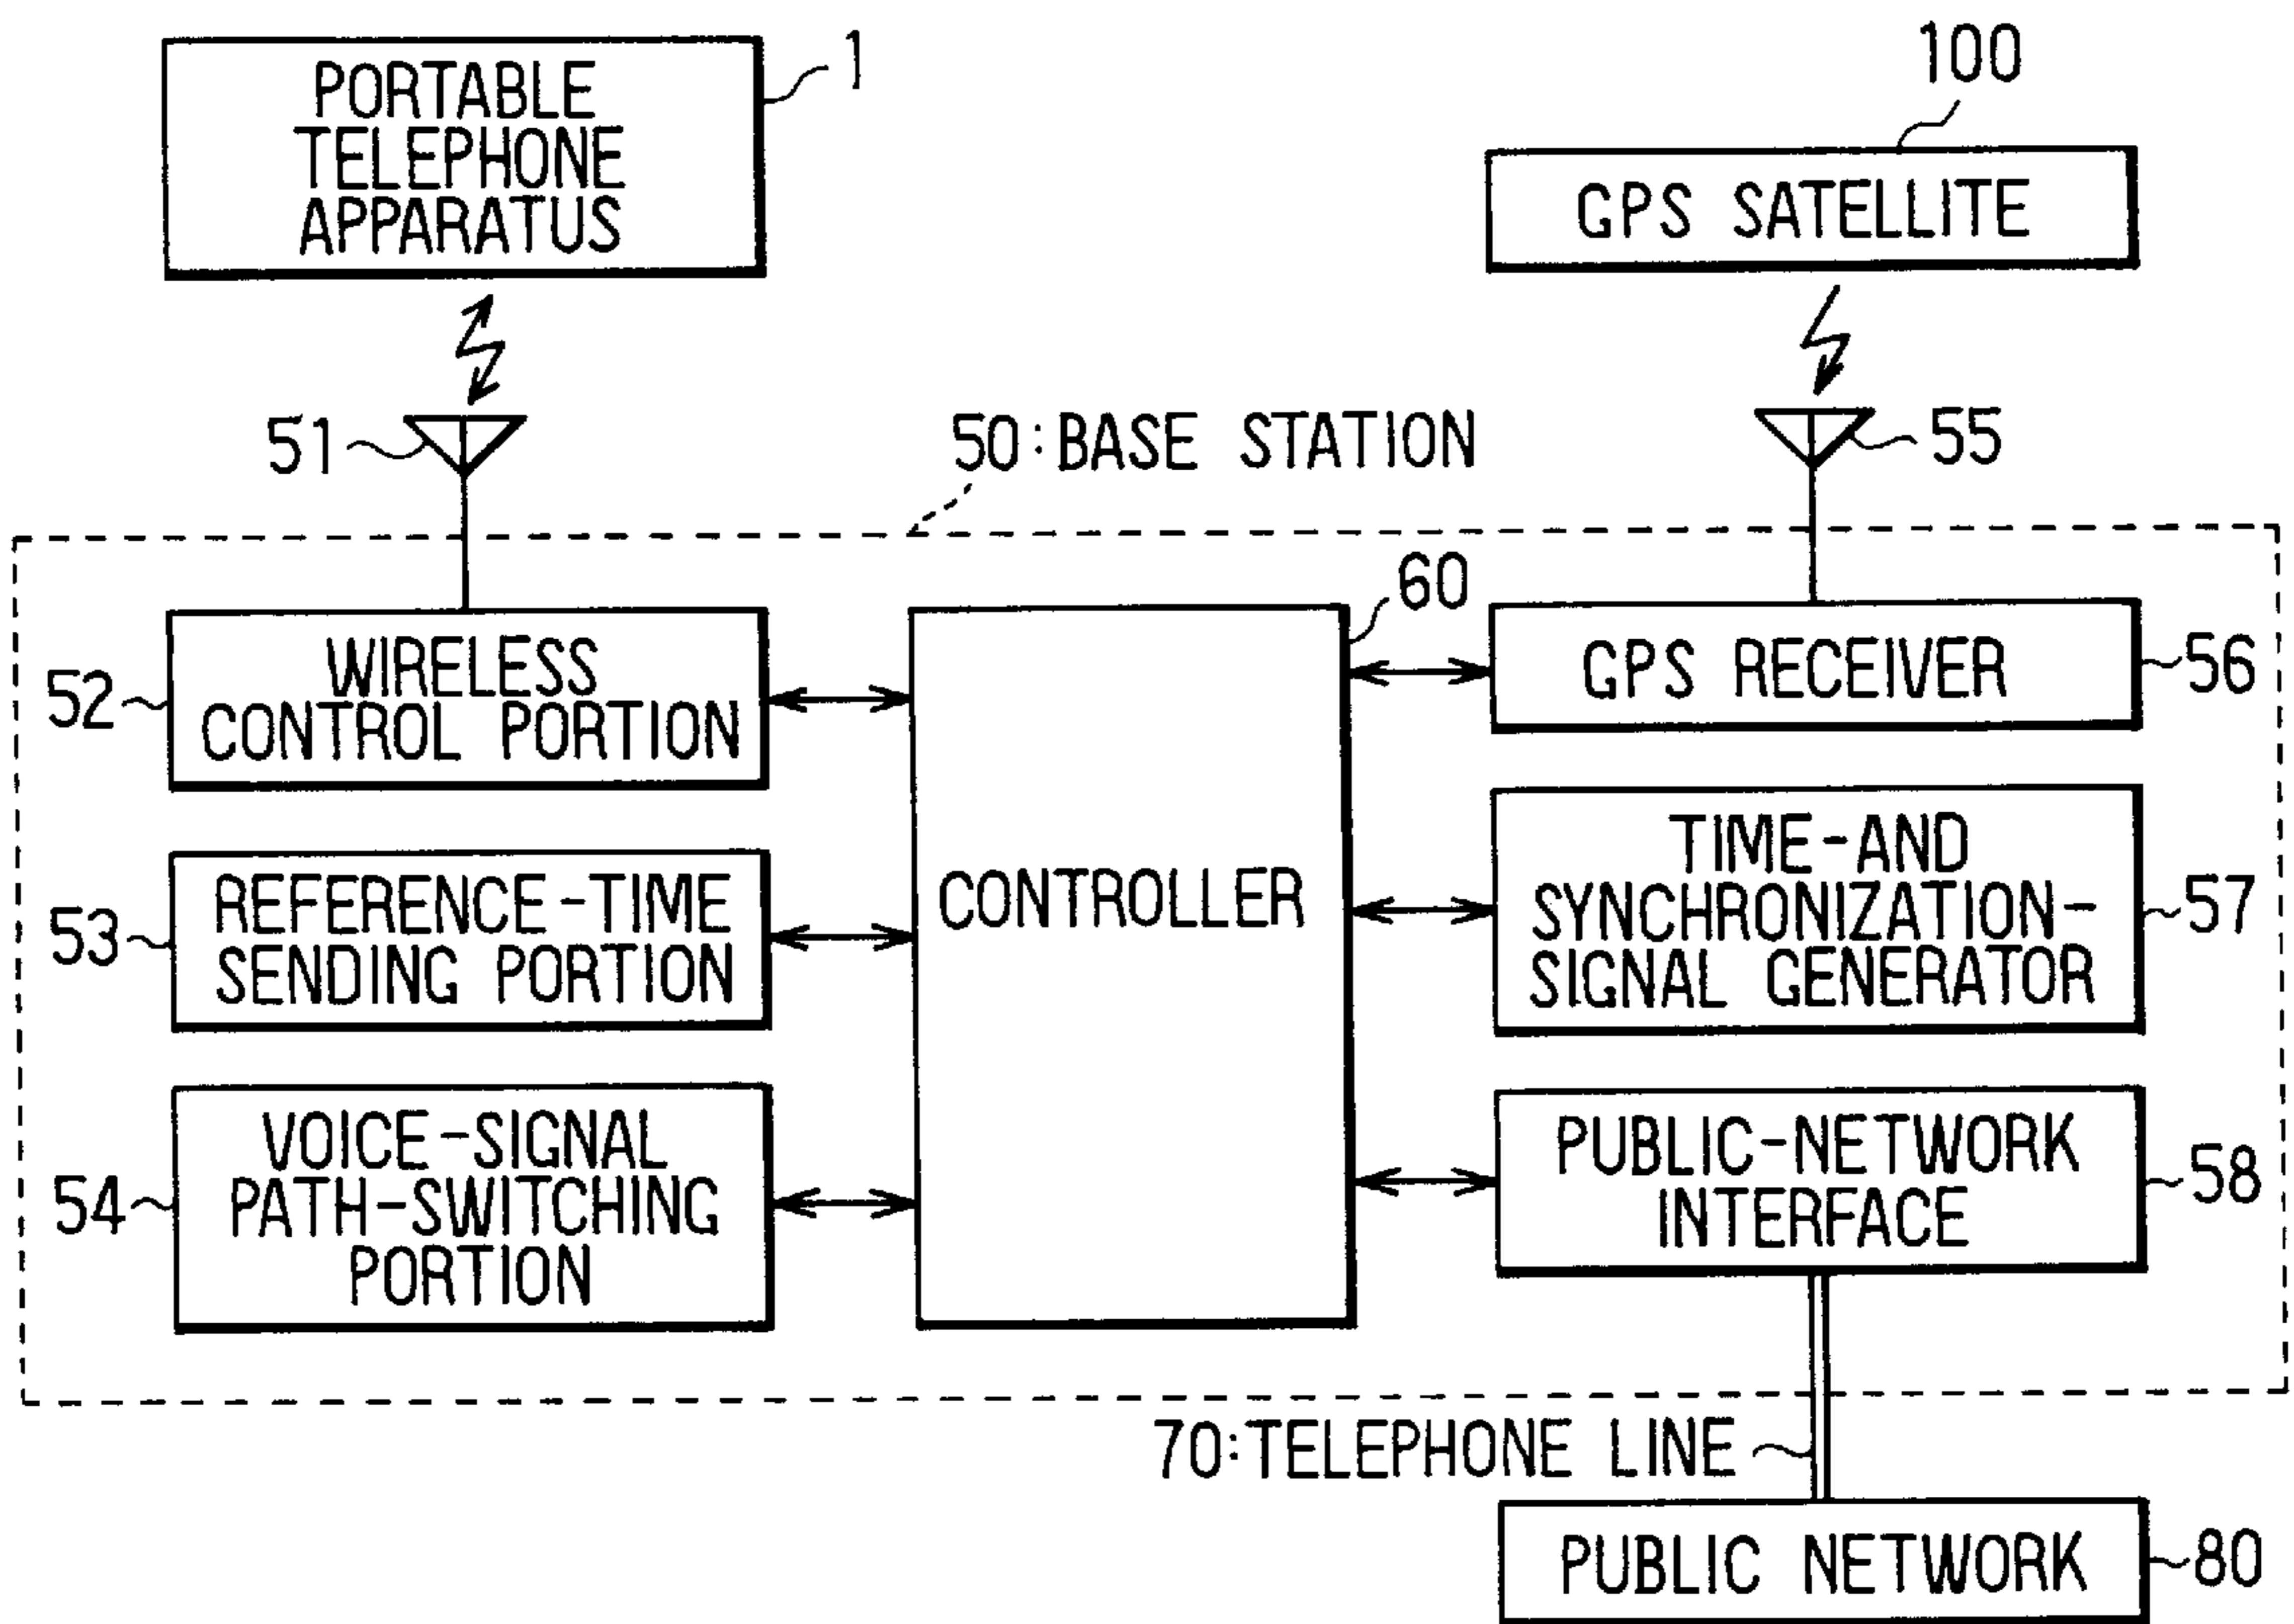 PORTABLE
TELEPHONE
APPARATUS
1
100
GPS SATELLITE
51
50:BASE STATION
55
60
52
WIRELESS
CONTROL PORTION
GPS RECEIVER
56
53
REFERENCE-TIME
SENDING PORTION
CONTROLLER
TIME-AND
SYNCHRONIZATION-
SIGNAL GENERATOR
57
54
VOICE-SIGNAL
PATH-SWITCHING
PORTION
PUBLIC-NETWORK
INTERFACE
58
70:TELEPHONE LINE
PUBLIC NETWORK
80